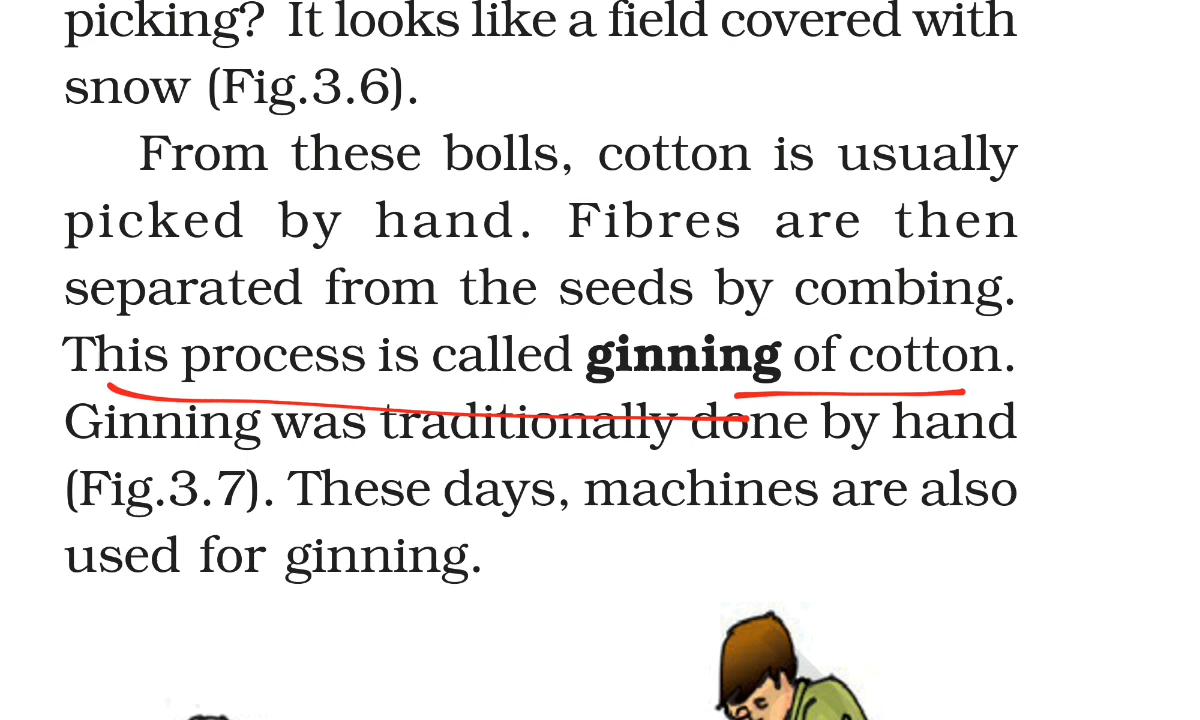 picking? It looks like a field covered with
snow (Fig.3.6).
From these bolls, cotton is usually
picked by hand. Fibres are then
separated from the seeds by combing.
This process is called ginning of cotton.
Ginning was traditionally done by hand
(Fig.3.7). These days, machines are also
used for ginning.